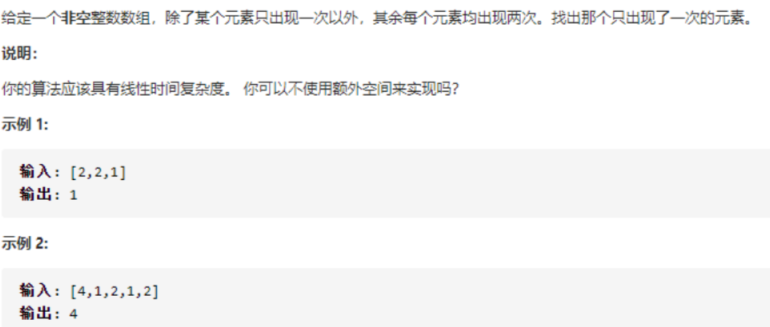 给定一个非空整数数组，除了某个元素只出现一次以外，其余每个元素均出现两次。找出那个只出现了一次的元素。
说明：
你的算法应该具有线性时间复杂度。 你可以不使用额外空间来实现吗？
示例 1:
输入: [2,2,1]
输出: 1
示例 2:
输入: [4,1,2,1,2]
输出: 4